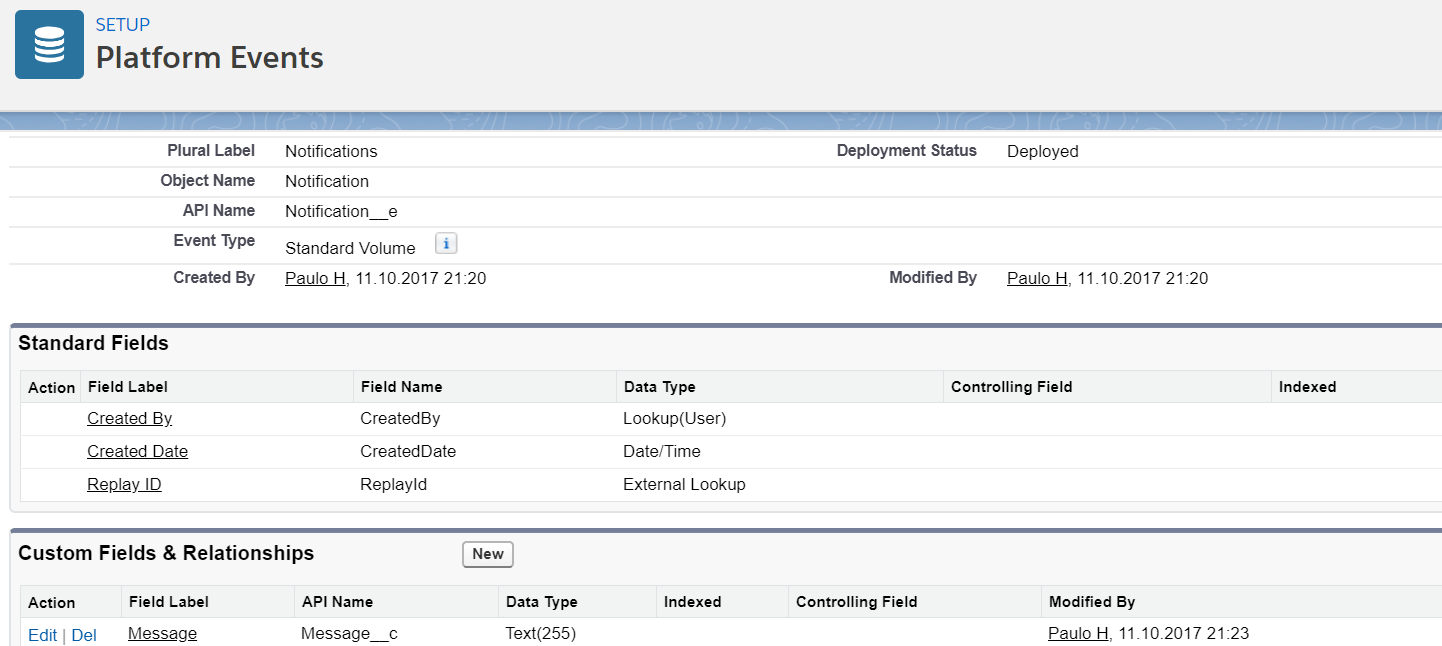 SETUP
Platform Events
Plural Label Notifications Deployment Status Deployed
Object Name Notification
API Name Notification__e
Event Type Standard Volume i
Created By Paulo H, 11.10.2017 21:20 Modified By Paulo H, 11.10.2017 21:20
Standard Fields
Action Field Label Field Name Data Type Controlling Field Indexed
Created By CreatedBy Lookup(User)
Created Date CreatedDate Date/Time
Replay ID ReplayId External Lookup
Custom Fields & Relationships New
Action Field Label API Name Data Type Indexed Controlling Field Modified By
Edit | Del Message Message__c Text(255) Paulo H, 11.10.2017 21:23